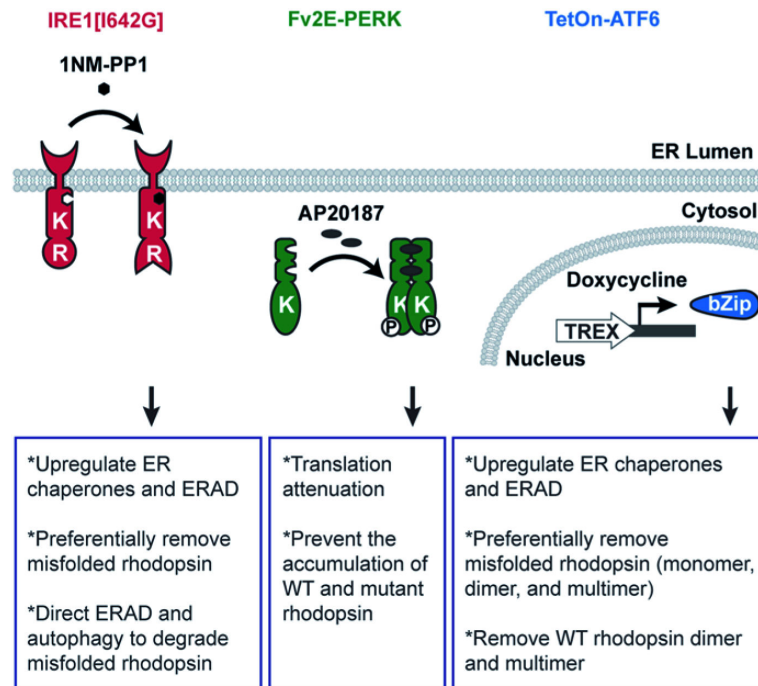 IRE1[I642G]
Fv2E-PERK
TetOn-ATF6
1NM-PP1
ER Lumen
K
K
R
R
AP20187
Cytosol
K
K
K
P
P
Doxycycline
bZip
TREX
Nucleus
*Upregulate ER
chaperones and ERAD
*Preferentially remove
misfolded rhodopsin
*Direct ERAD and
autophagy to degrade
misfolded rhodopsin
*Translation
attenuation
*Prevent the
accumulation of
WT and mutant
rhodopsin
*Upregulate ER chaperones
and ERAD
*Preferentially remove
misfolded rhodopsin (monomer,
dimer, and multimer)
*Remove WT rhodopsin dimer
and multimer